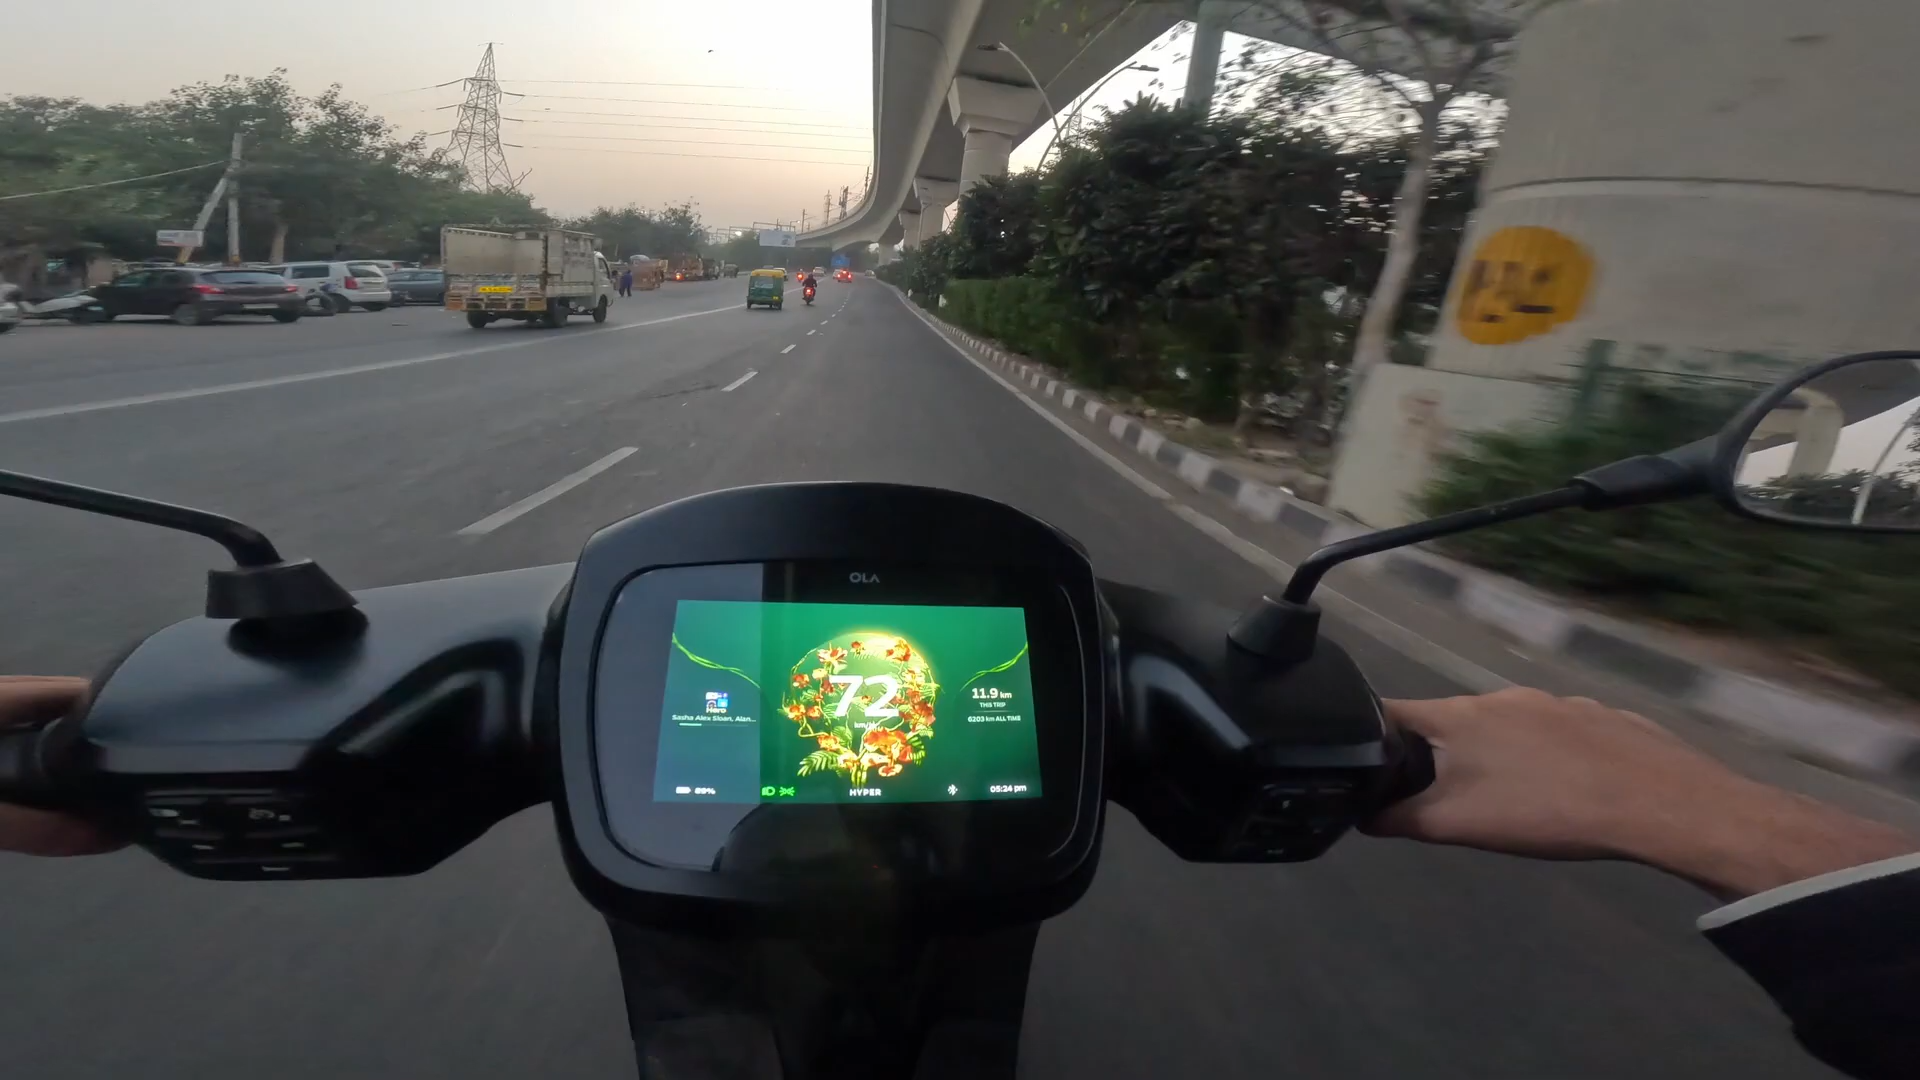 OLA
72
km/h
Hero
Sasha Alex Sloan, Alan...
11.9 km
THIS TRIP
6203 km ALL TIME
89%
HYPER
05:24 pm